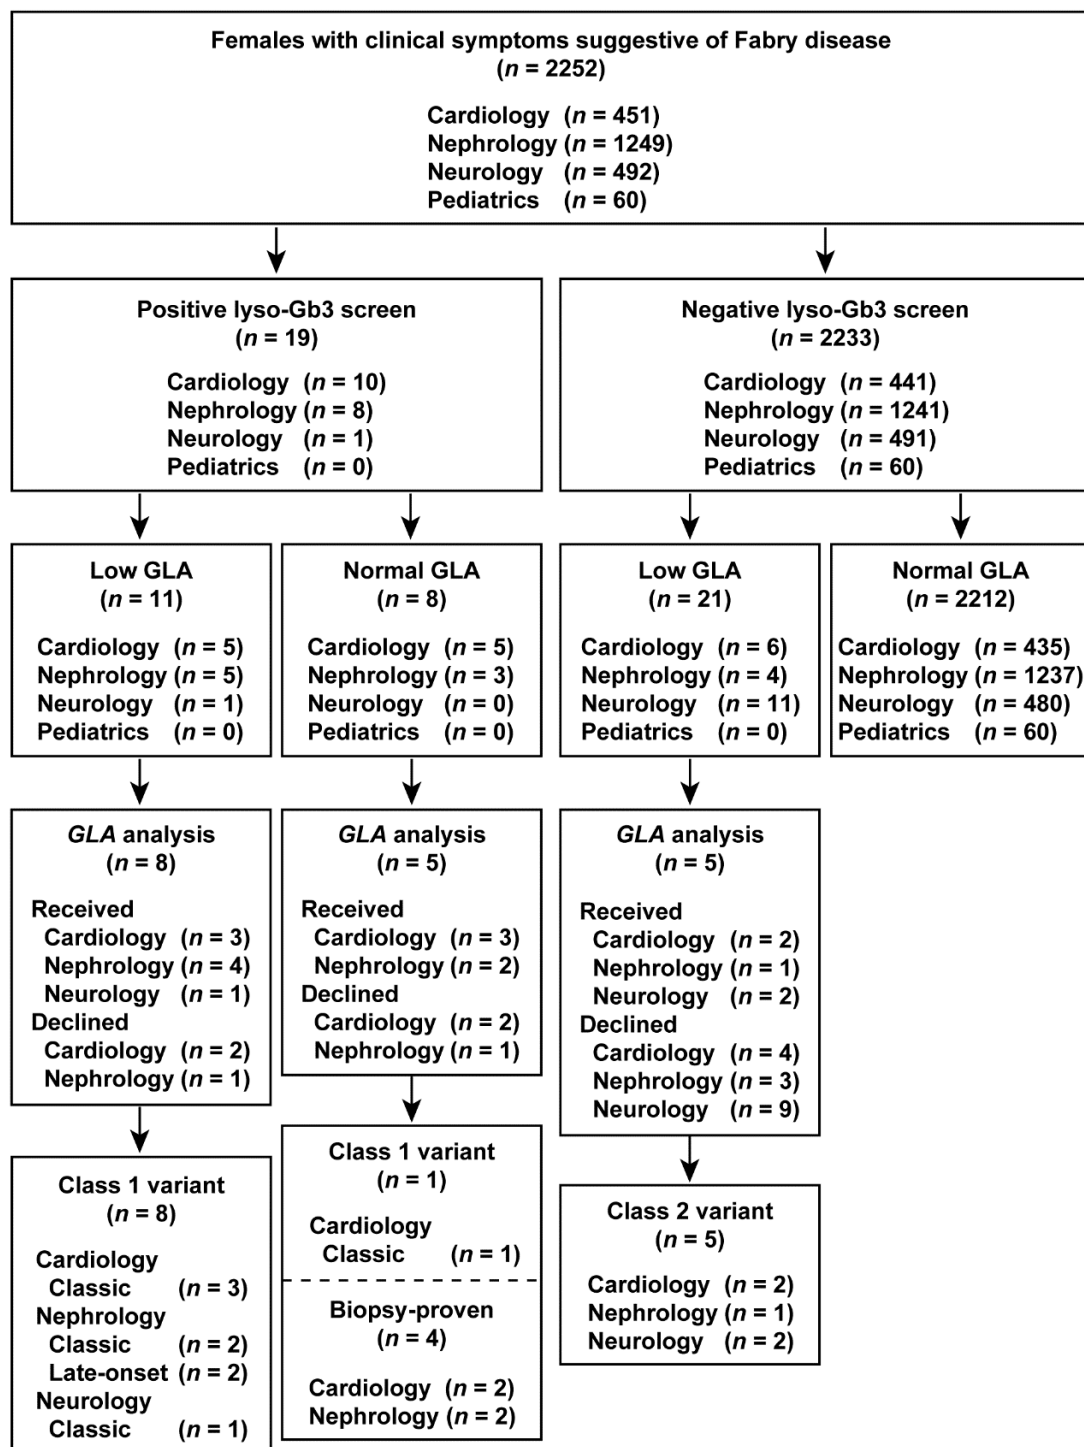 Females with clinical symptoms suggestive of Fabry disease
(n = 2252)
Cardiology (n = 451)
Nephrology (n = 1249)
Neurology (n = 492)
Pediatrics (n = 60)
Positive lyso-Gb3 screen
(n = 19)
Cardiology (n = 10)
Nephrology (n = 8)
Neurology (n = 1)
Pediatrics (n = 0)
Negative lyso-Gb3 screen
(n = 2233)
Cardiology (n = 441)
Nephrology (n = 1241)
Neurology (n = 491)
Pediatrics (n = 60)
Low GLA
(n = 11)
Cardiology (n = 5)
Nephrology (n = 5)
Neurology (n = 1)
Pediatrics (n = 0)
Normal GLA
(n = 8)
Cardiology (n = 5)
Nephrology (n = 3)
Neurology (n = 0)
Pediatrics (n = 0)
Low GLA
(n = 21)
Cardiology (n = 6)
Nephrology (n = 4)
Neurology (n = 11)
Pediatrics (n = 0)
Normal GLA
(n = 2212)
Cardiology (n = 435)
Nephrology (n = 1237)
Neurology (n = 480)
Pediatrics (n = 60)
GLA analysis
(n = 8)
Received
Cardiology (n = 3)
Nephrology (n = 4)
Neurology (n = 1)
Declined
Cardiology (n = 2)
Nephrology (n = 1)
GLA analysis
(n = 5)
Received
Cardiology (n = 3)
Nephrology (n = 2)
Declined
Cardiology (n = 2)
Nephrology (n = 1)
GLA analysis
(n = 5)
Received
Cardiology (n = 2)
Nephrology (n = 1)
Neurology (n = 2)
Declined
Cardiology (n = 4)
Nephrology (n = 3)
Neurology (n = 9)
Class 1 variant
(n = 8)
Cardiology
Classic (n = 3)
Nephrology
Classic (n = 2)
Late-onset (n = 2)
Neurology
Classic (n = 1)
Class 1 variant
(n = 1)
Cardiology
Classic (n = 1)
Biopsy-proven
(n = 4)
Cardiology (n = 2)
Nephrology (n = 2)
Class 2 variant
(n = 5)
Cardiology (n = 2)
Nephrology (n = 1)
Neurology (n = 2)